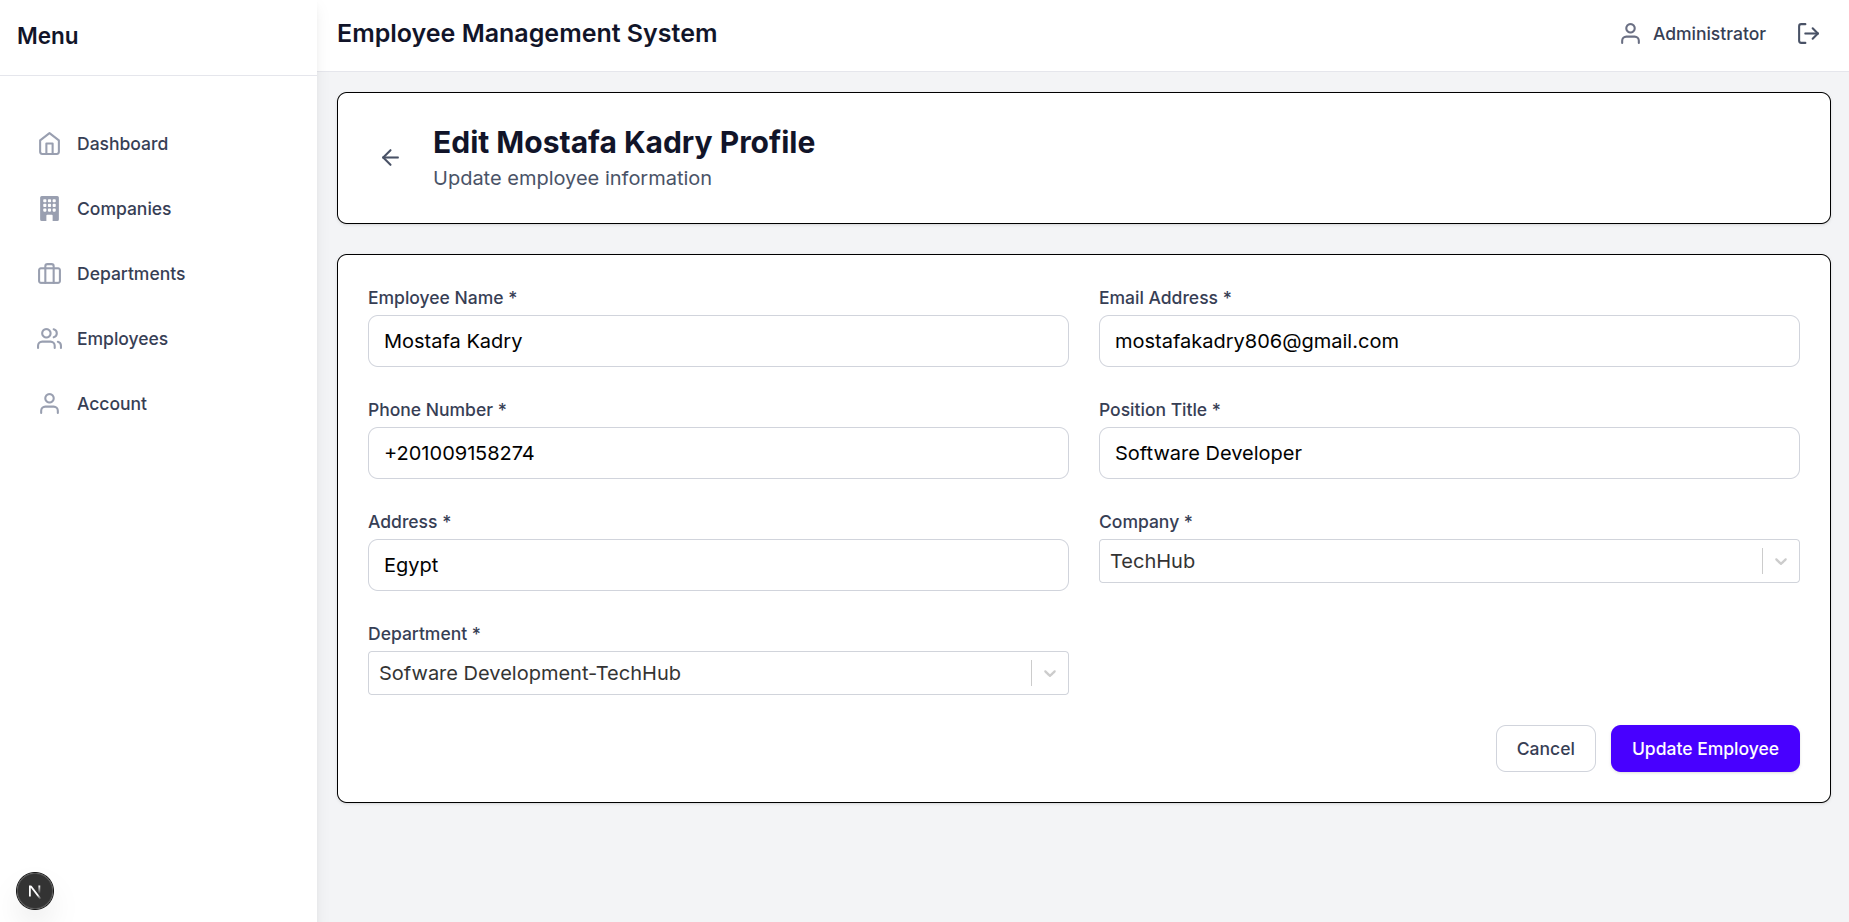 Menu
Employee Management System
Administrator
Dashboard
Companies
Departments
Employees
Account
Edit Mostafa Kadry Profile
Update employee information
Employee Name *
Mostafa Kadry
Email Address *
mostafakadry806@gmail.com
Phone Number *
+201009158274
Position Title *
Software Developer
Address *
Egypt
Company *
TechHub
Department *
Sofware Development-TechHub
Cancel
Update Employee
N